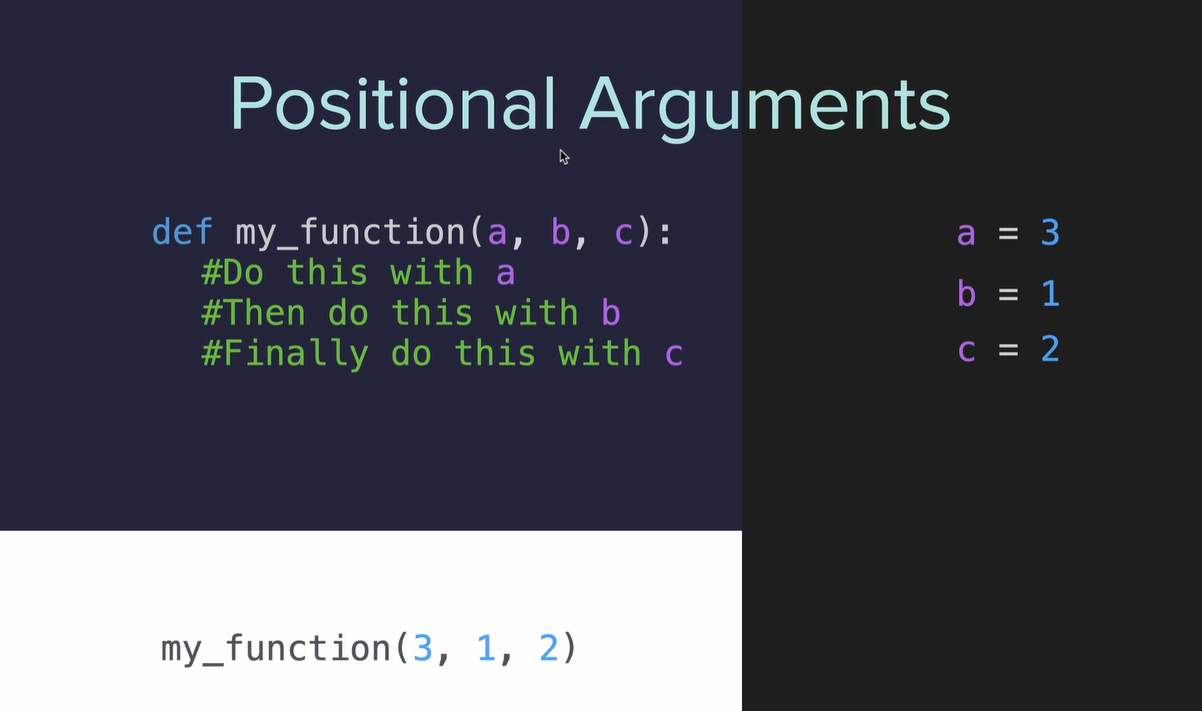 Positional Arguments
def my_function(a, b, c):
#Do this with a
#Then do this with b
#Finally do this with c
a = 3
b = 1
c = 2
my_function(3, 1, 2)